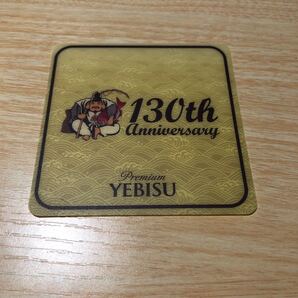 130th
Anniversary
Premium
YEBISU